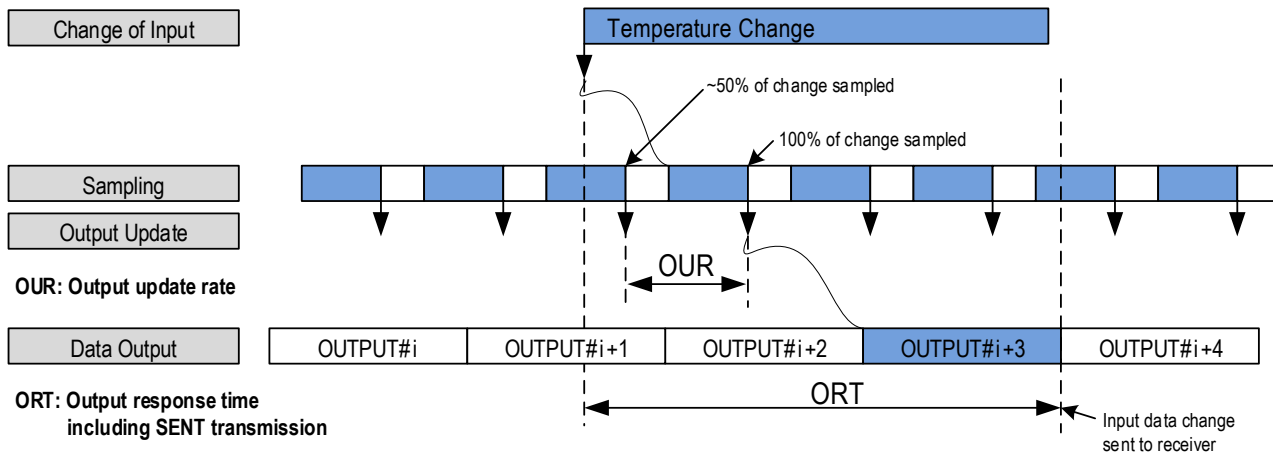 Change of Input
Temperature Change
~50% of change sampled
100% of change sampled
Sampling
Output Update
OUR
OUR: Output update rate
Data Output
OUTPUT#i
OUTPUT#i+1
OUTPUT#i+2
OUTPUT#i+3
OUTPUT#i+4
ORT
ORT: Output response time
including SENT transmission
Input data change
sent to receiver